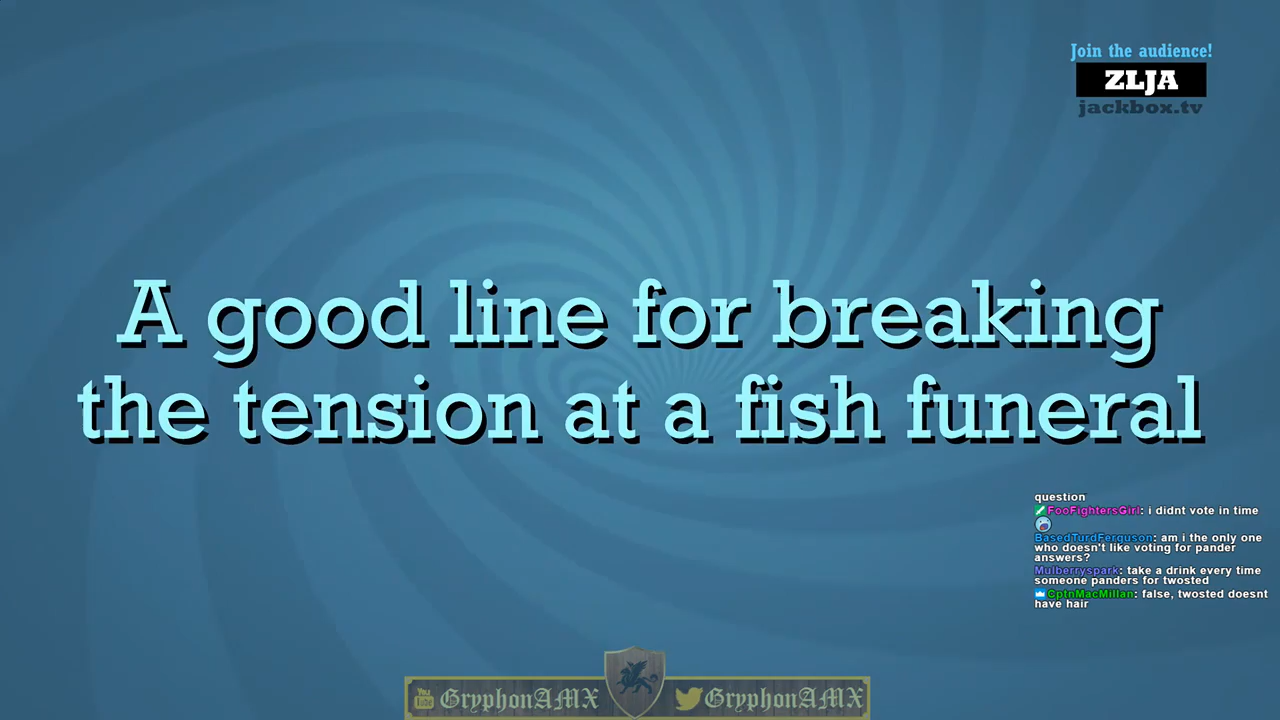 Join the audience!
ZLJA
jackbox.tv
A good line for breaking
the tension at a fish funeral
question
FooFightersGirl: i didnt vote in time
BasedTurdFerguson: am i the only one
who doesn't like voting for pander
answers?
Mulberryspark: take a drink every time
someone panders for twosted
CptnMacMillan: false, twosted doesnt
have hair
You Tube GryphonAMX GryphonAMX